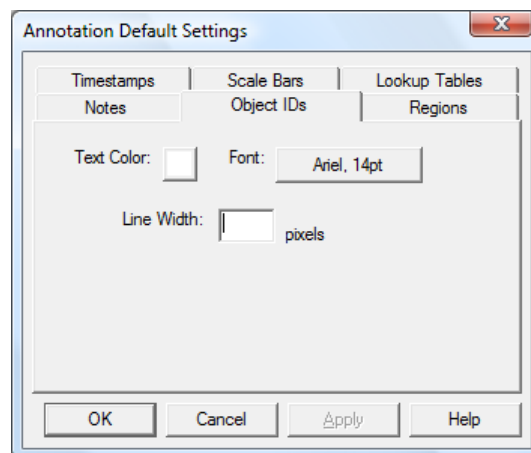 Annotation Default Settings
Timestamps Scale Bars Lookup Tables
Notes Object IDs Regions
Text Color: Font: Ariel, 14pt
Line Width: pixels
OK Cancel Apply Help